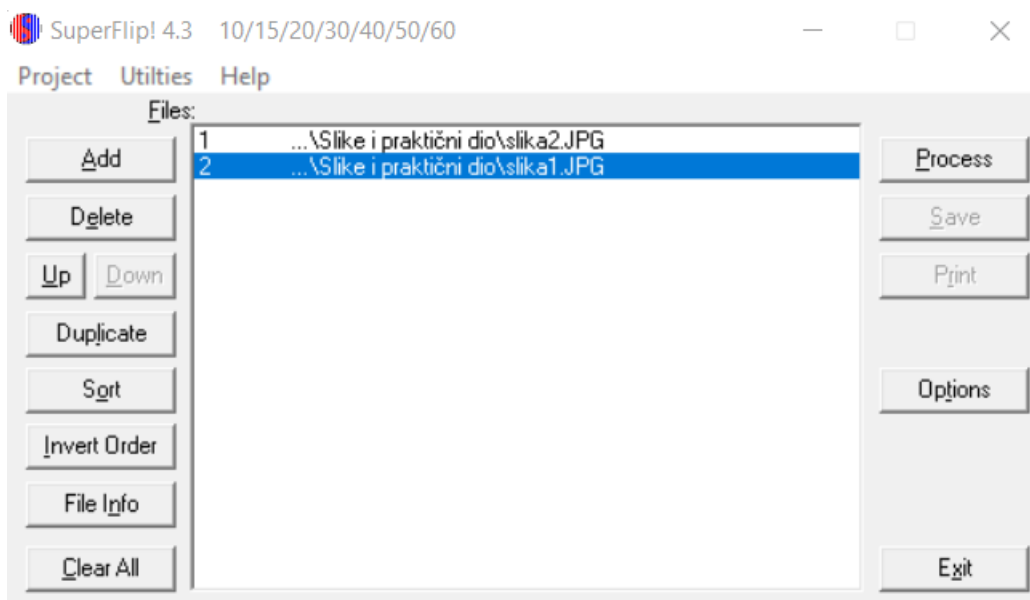 SuperFlip! 4.3 10/15/20/30/40/50/60
Project Utilties Help
Files:
1 ...\Slike i praktični dio\slika2.JPG
2 ...\Slike i praktični dio\slika1.JPG
Add
Delete
Up Down
Duplicate
Sort
Invert Order
File Info
Clear All
Process
Save
Print
Options
Exit